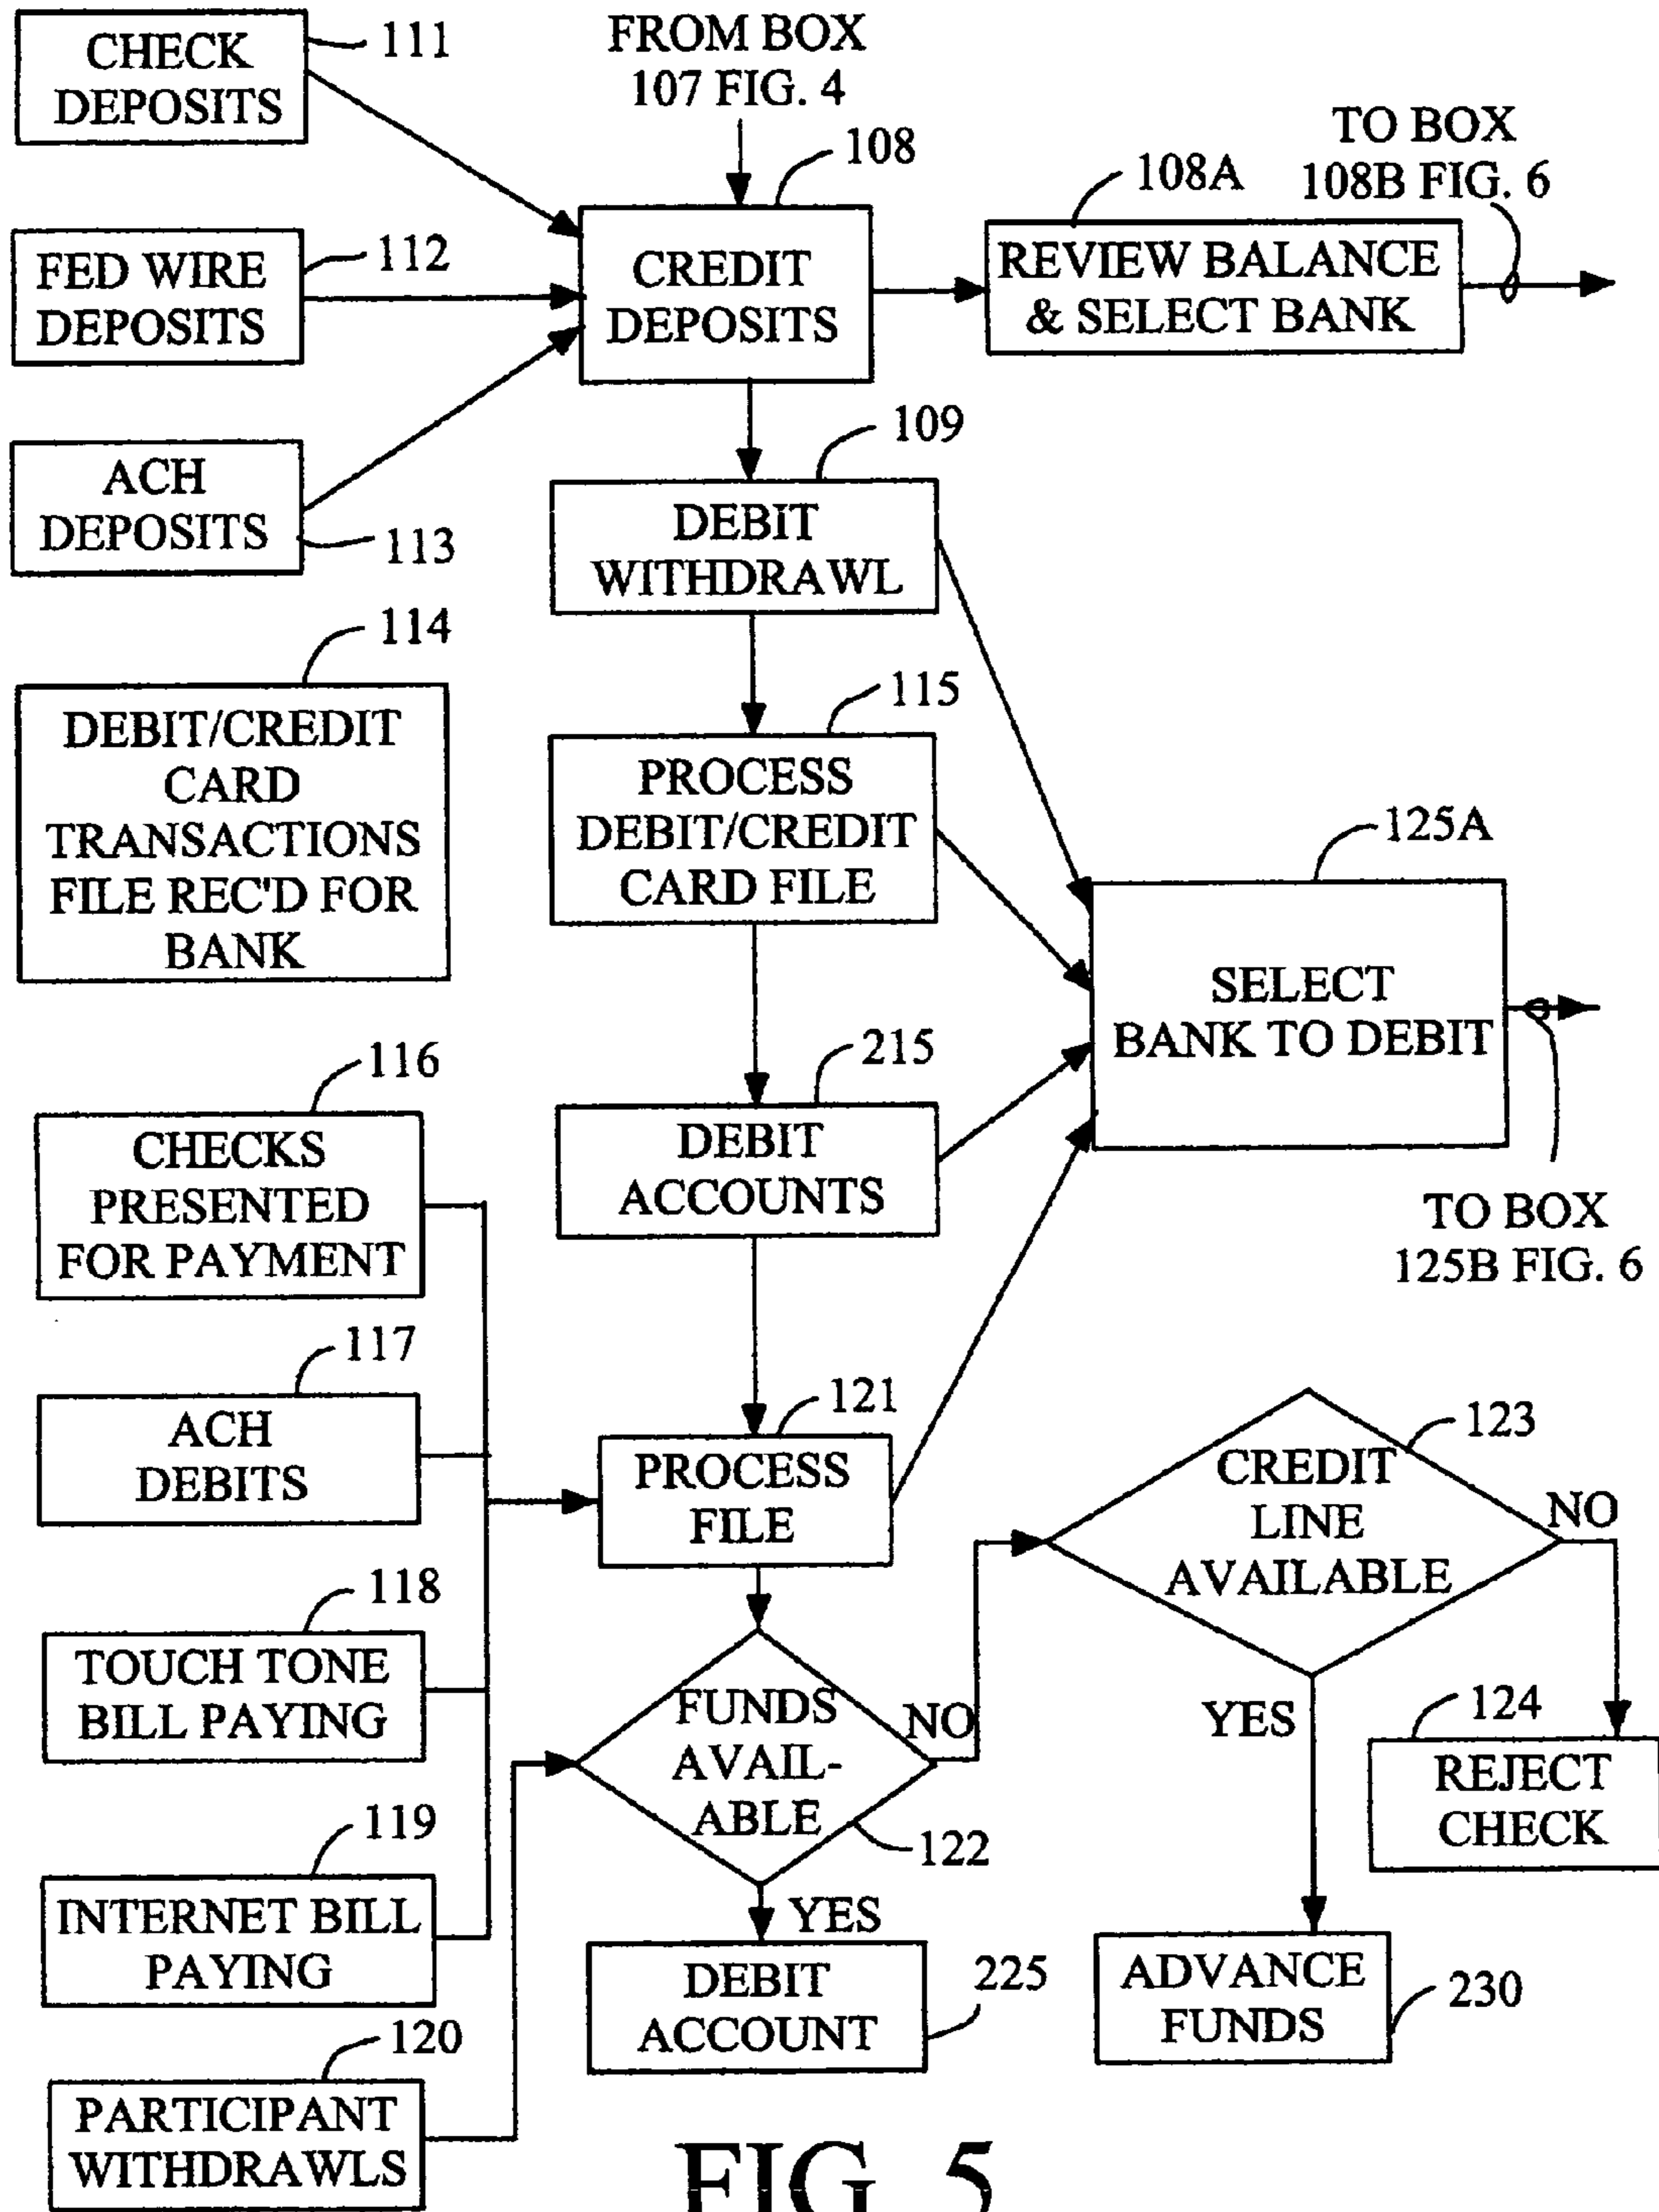 CHECK
DEPOSITS
111
FROM BOX
107 FIG. 4
108
TO BOX
108B FIG. 6
108A
FED WIRE
DEPOSITS
112
CREDIT
DEPOSITS
REVIEW BALANCE
& SELECT BANK
ACH
DEPOSITS
113
109
DEBIT
WITHDRAWL
114
DEBIT/CREDIT
CARD
TRANSACTIONS
FILE REC'D FOR
BANK
115
PROCESS
DEBIT/CREDIT
CARD FILE
125A
SELECT
BANK TO DEBIT
TO BOX
125B FIG. 6
116
CHECKS
PRESENTED
FOR PAYMENT
215
DEBIT
ACCOUNTS
117
ACH
DEBITS
121
PROCESS
FILE
123
CREDIT
LINE
AVAILABLE
NO
YES
118
TOUCH TONE
BILL PAYING
FUNDS
AVAIL-
ABLE
NO
122
YES
124
REJECT
CHECK
119
INTERNET BILL
PAYING
DEBIT
ACCOUNT
225
ADVANCE
FUNDS
230
120
PARTICIPANT
WITHDRAWLS
FIG. 5